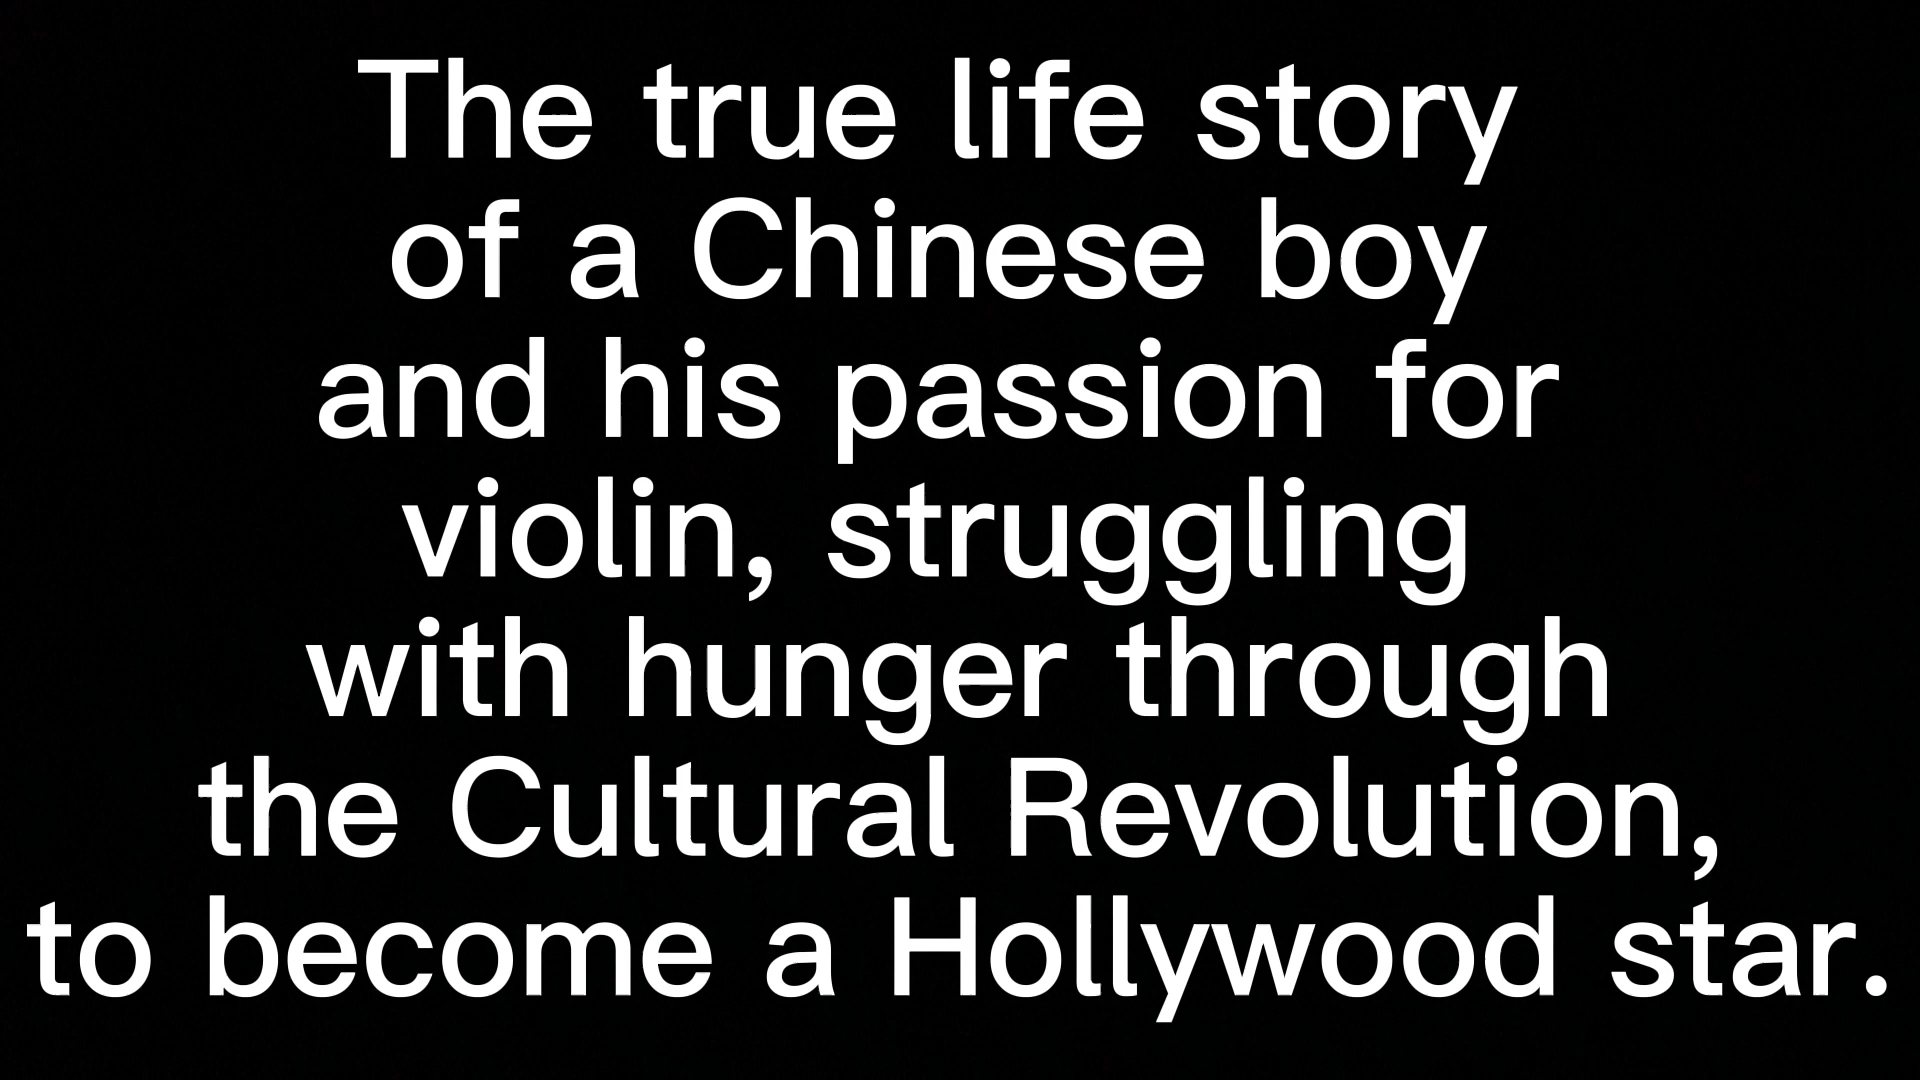 The true life story
of a Chinese boy
and his passion for
violin, struggling
with hunger through
the Cultural Revolution,
to become a Hollywood star.